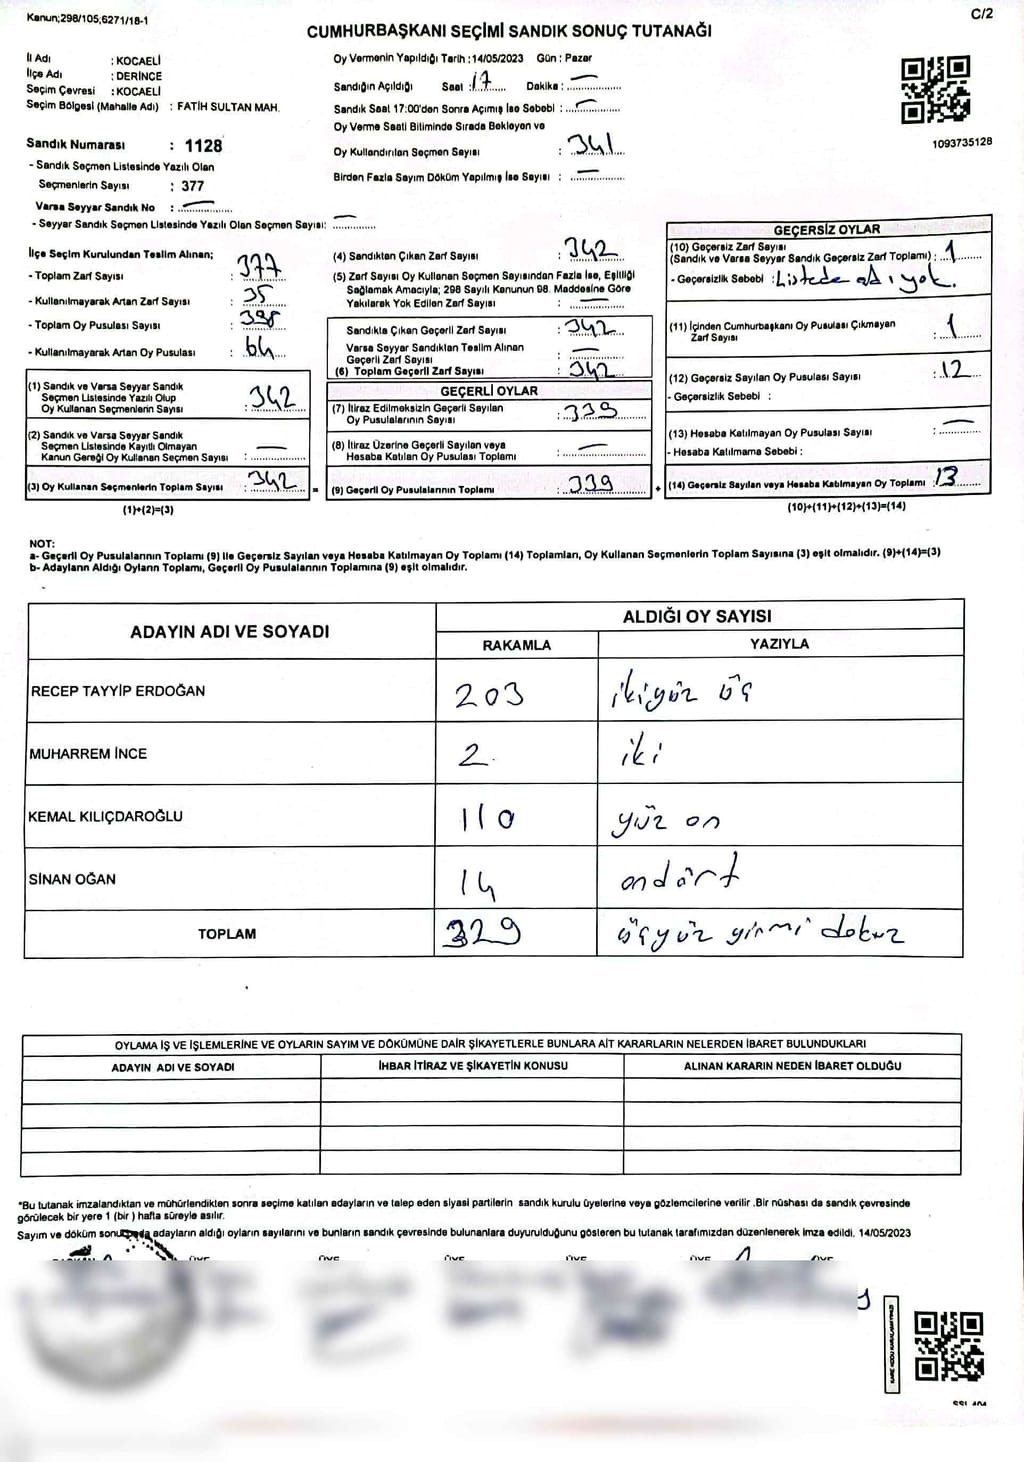 Kanun;298/105,6271/18-1
C/2
CUMHURBAŞKANI SEÇİMİ SANDIK SONUÇ TUTANAĞI
İl Adı : KOCAELİ
İlçe Adı : DERİNCE
Seçim Çevresi : KOCAELİ
Seçim Bölgesi (Mahalle Adı) : FATİH SULTAN MAH.
Sandık Numarası : 1128
- Sandık Seçmen Listesinde Yazılı Olan
Seçmenlerin Sayısı : 377
Varsa Seyyar Sandık No :
- Seyyar Sandık Seçmen Listesinde Yazılı Olan Seçmen Sayısı:
Oy Vermenin Yapıldığı Tarih : 14/05/2023 Gün : Pazar
Sandığın Açıldığı Saat : 17 Dakika :
Sandık Saat 17:00'den Sonra Açımış İse Sebebi :
Oy Verme Saati Bitiminde Sırada Bekleyen ve
Oy Kullandırılan Seçmen Sayısı : 341
Birden Fazla Sayım Döküm Yapılmış İse Sayısı :
1093735128
İlçe Seçim Kurulundan Teslim Alınan;
- Toplam Zarf Sayısı : 377
- Kullanılmayarak Artan Zarf Sayısı : 35
- Toplam Oy Pusulası Sayısı : 398
- Kullanılmayarak Artan Oy Pusulası : 64
(1) Sandık ve Varsa Seyyar Sandık
Seçmen Listesinde Yazılı Olup
Oy Kullanan Seçmenlerin Sayısı : 342
(2) Sandık ve Varsa Seyyar Sandık
Seçmen Listesinde Kayıtlı Olmayan
Kanun Gereği Oy Kullanan Seçmen Sayısı :
(3) Oy Kullanan Seçmenlerin Toplam Sayısı : 342 =
(1)+(2)=(3)
(4) Sandıktan Çıkan Zarf Sayısı : 342
(5) Zarf Sayısı Oy Kullanan Seçmen Sayısından Fazla İse, Eşitliği
Sağlamak Amacıyla; 298 Sayılı Kanunun 98. Maddesine Göre
Yakılarak Yok Edilen Zarf Sayısı :
Sandıkta Çıkan Geçerli Zarf Sayısı : 342
Varsa Seyyar Sandıktan Teslim Alınan
Geçerli Zarf Sayısı :
(6) Toplam Geçerli Zarf Sayısı : 342
GEÇERLİ OYLAR
(7) İtiraz Edilmeksizin Geçerli Sayılan
Oy Pusulalarının Sayısı : 339
(8) İtiraz Üzerine Geçerli Sayılan veya
Hesaba Katılan Oy Pusulası Toplamı :
(9) Geçerli Oy Pusulalarının Toplamı : 339 +
GEÇERSİZ OYLAR
(10) Geçersiz Zarf Sayısı
(Sandık ve Varsa Seyyar Sandık Geçersiz Zarf Toplamı) : 1
- Geçersizlik Sebebi : Listede adı yok.
(11) İçinden Cumhurbaşkanı Oy Pusulası Çıkmayan
Zarf Sayısı : 1
(12) Geçersiz Sayılan Oy Pusulası Sayısı : 12
- Geçersizlik Sebebi :
(13) Hesaba Katılmayan Oy Pusulası Sayısı :
- Hesaba Katılmama Sebebi :
(14) Geçersiz Sayılan veya Hesaba Katılmayan Oy Toplamı : 13
(10)+(11)+(12)+(13)=(14)
NOT:
a- Geçerli Oy Pusulalarının Toplamı (9) ile Geçersiz Sayılan veya Hesaba Katılmayan Oy Toplamı (14) Toplamları, Oy Kullanan Seçmenlerin Toplam Sayısına (3) eşit olmalıdır. (9)+(14)=(3)
b- Adayların Aldığı Oyların Toplamı, Geçerli Oy Pusulalarının Toplamına (9) eşit olmalıdır.
ADAYIN ADI VE SOYADI
ALDIĞI OY SAYISI
RAKAMLA YAZIYLA
RECEP TAYYİP ERDOĞAN 203 ikiyüz üç
MUHARREM İNCE 2 iki
KEMAL KILIÇDAROĞLU 110 yüz on
SİNAN OĞAN 14 ondört
TOPLAM 329 üçyüz yirmi dokuz
OYLAMA İŞ VE İŞLEMLERİNE VE OYLARIN SAYIM VE DÖKÜMÜNE DAİR ŞİKAYETLERLE BUNLARA AİT KARARLARIN NELERDEN İBARET BULUNDUKLARI
ADAYIN ADI VE SOYADI İHBAR İTİRAZ VE ŞİKAYETİN KONUSU ALINAN KARARIN NEDEN İBARET OLDUĞU
*Bu tutanak imzalandıktan ve mühürlendikten sonra seçime katılan adayların ve talep eden siyasi partilerin sandık kurulu üyelerine veya gözlemcilerine verilir .Bir nüshası da sandık çevresinde
görülecek bir yere 1 (bir ) hafta süreyle asılır.
Sayım ve döküm sonunda adayların aldığı oyların sayılarını ve bunların sandık çevresinde bulunanlara duyurulduğunu gösteren bu tutanak tarafımızdan düzenlenerek imza edildi. 14/05/2023